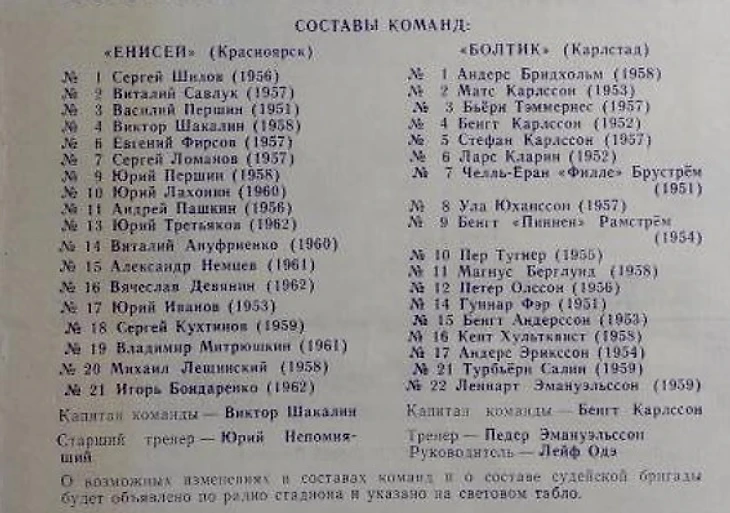 СОСТАВЫ КОМАНД:
«ЕНИСЕЙ» (Красноярск)
№ 1 Сергей Шилов (1956)
№ 2 Виталий Савлук (1957)
№ 3 Василий Першин (1951)
№ 4 Виктор Шакалин (1958)
№ 6 Евгений Фирсов (1957)
№ 7 Сергей Ломанов (1957)
№ 9 Юрий Першин (1958)
№ 10 Юрий Лахонин (1960)
№ 11 Андрей Пашкин (1956)
№ 13 Юрий Третьяков (1962)
№ 14 Виталий Ануфриенко (1960)
№ 15 Александр Немцев (1961)
№ 16 Вячеслав Девянин (1962)
№ 17 Юрий Иванов (1953)
№ 18 Сергей Кухтинов (1959)
№ 19 Владимир Митрюшкин (1961)
№ 20 Михаил Лещинский (1958)
№ 21 Игорь Бондаренко (1962)
Капитан команды — Виктор Шакалин
Старший тренер — Юрий Непомня-
щий
«БОЛТИК» (Карлстад)
№ 1 Андерс Бридхольм (1958)
№ 2 Матс Карлссон (1953)
№ 3 Бьёри Тэммернес (1957)
№ 4 Бенгт Карлссон (1952)
№ 5 Стефан Карлссон (1957)
№ 6 Ларс Кларин (1952)
№ 7 Челль-Ёран «Филле» Брустрём
(1951)
№ 8 Ула Юханссон (1957)
№ 9 Бенгт «Пиннен» Рамстрём
(1954)
№ 10 Пер Тугнер (1955)
№ 11 Магнус Берглунд (1958)
№ 12 Петер Олссон (1956)
№ 14 Гуннар Фэр (1951)
№ 15 Бенгт Андерссон (1953)
№ 16 Кент Хультквист (1958)
№ 17 Андерс Эрикссон (1954)
№ 21 Турбьёрн Салин (1959)
№ 22 Леннарт Эмануэльссон (1959)
Капитан команды — Бенгт Карлссон
Тренер — Педер Эмануэльссон
Руководитель — Лейф Одэ
О возможных изменениях в составах команд и о составе судейской бригады
будет объявлено по радио стадиона и указано на световом табло.